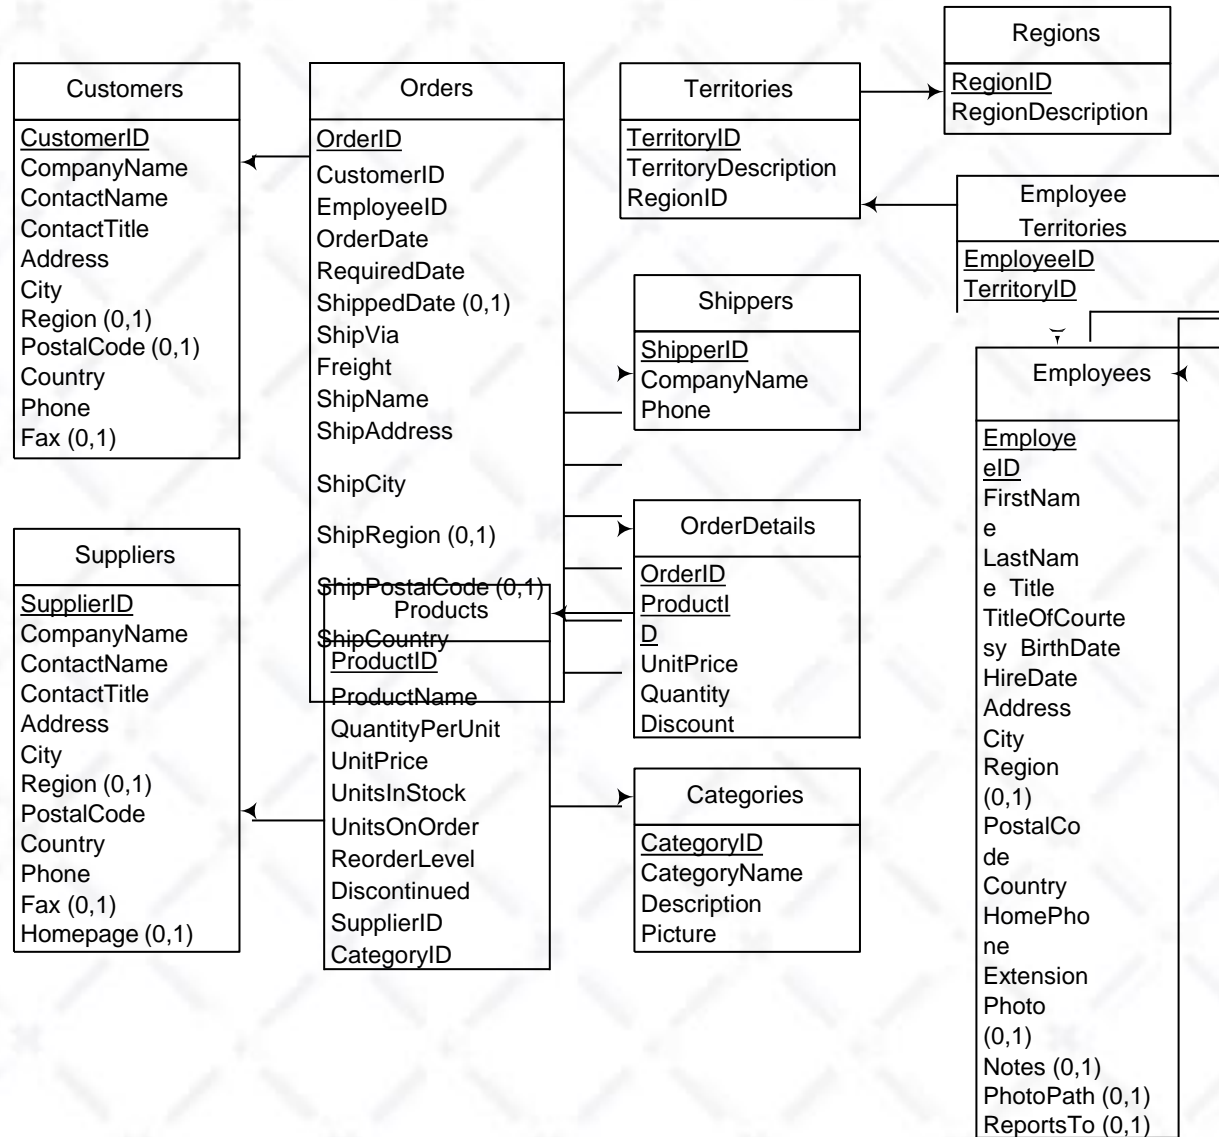 Customers
CustomerID
CompanyName
ContactName
ContactTitle
Address
City
Region (0,1)
PostalCode (0,1)
Country
Phone
Fax (0,1)
Suppliers
SupplierID
CompanyName
ContactName
ContactTitle
Address
City
Region (0,1)
PostalCode
Country
Phone
Fax (0,1)
Homepage (0,1)
Orders
OrderID
CustomerID
EmployeeID
OrderDate
RequiredDate
ShippedDate (0,1)
ShipVia
Freight
ShipName
ShipAddress
ShipCity
ShipRegion (0,1)
ShipPostalCode (0,1)
ShipCountry
Products
ProductID
ProductName
QuantityPerUnit
UnitPrice
UnitsInStock
UnitsOnOrder
ReorderLevel
Discontinued
SupplierID
CategoryID
Territories
TerritoryID
TerritoryDescription
RegionID
Shippers
ShipperID
CompanyName
Phone
OrderDetails
OrderID
ProductI
D
UnitPrice
Quantity
Discount
Categories
CategoryID
CategoryName
Description
Picture
Regions
RegionID
RegionDescription
Employee
Territories
EmployeeID
TerritoryID
Employees
Employe
eID
FirstNam
e
LastNam
e Title
TitleOfCourte
sy BirthDate
HireDate
Address
City
Region
(0,1)
PostalCo
de
Country
HomePho
ne
Extension
Photo
(0,1)
Notes (0,1)
PhotoPath (0,1)
ReportsTo (0,1)